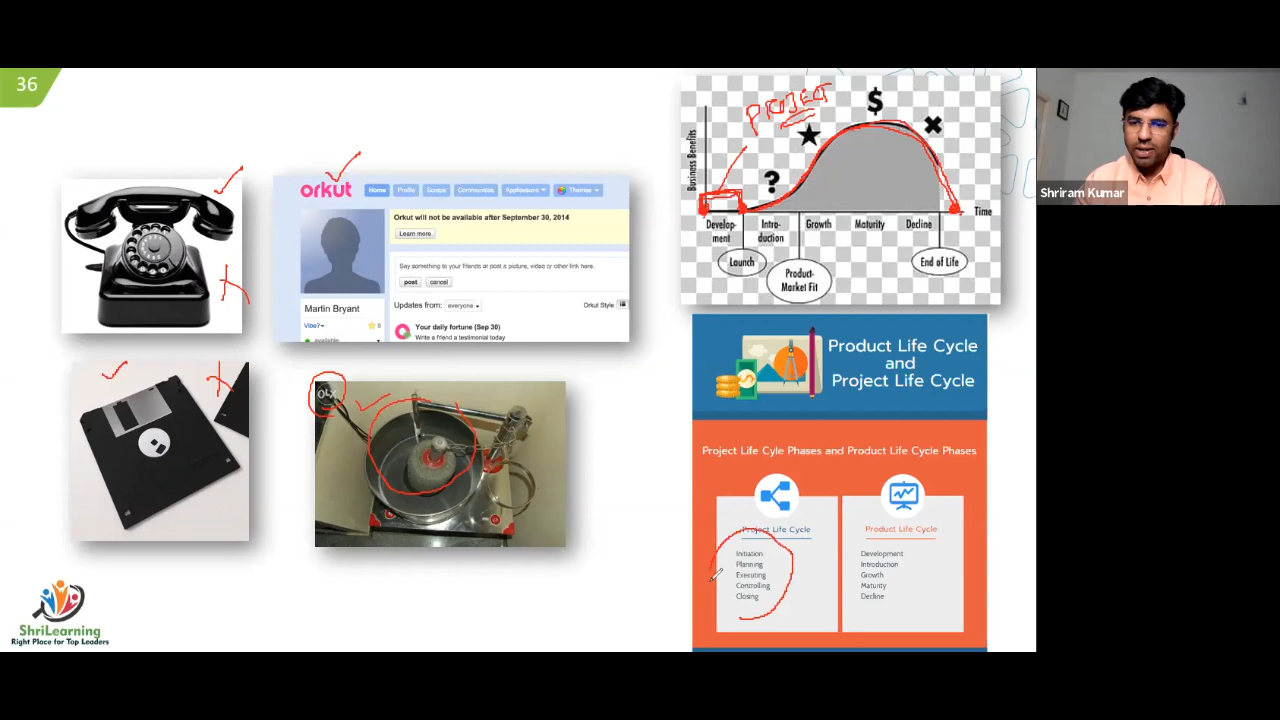 36
orkut Home Profile Scraps Communities Applications Themes
Orkut will not be available after September 30, 2014
Learn more
Say something to your friends or post a picture, video or other link here.
post cancel
Martin Bryant
Updates from: everyone
Orkut Style
Vibe?
0
Your daily fortune (Sep 30)
Write a friend a testimonial today
available
OLX
ShriLearning
Right Place for Top Leaders
PROJECT
$
?
Business Benefits
Time
Develop-
ment
Intro-
duction
Growth
Maturity
Decline
Launch
Product-
Market Fit
End of Life
Product Life Cycle
and
Project Life Cycle
Project Life Cyle Phases and Product Life Cycle Phases
Project Life Cycle
Initiation
Planning
Executing
Controlling
Closing
Product Life Cycle
Development
Introduction
Growth
Maturity
Decline
Shriram Kumar